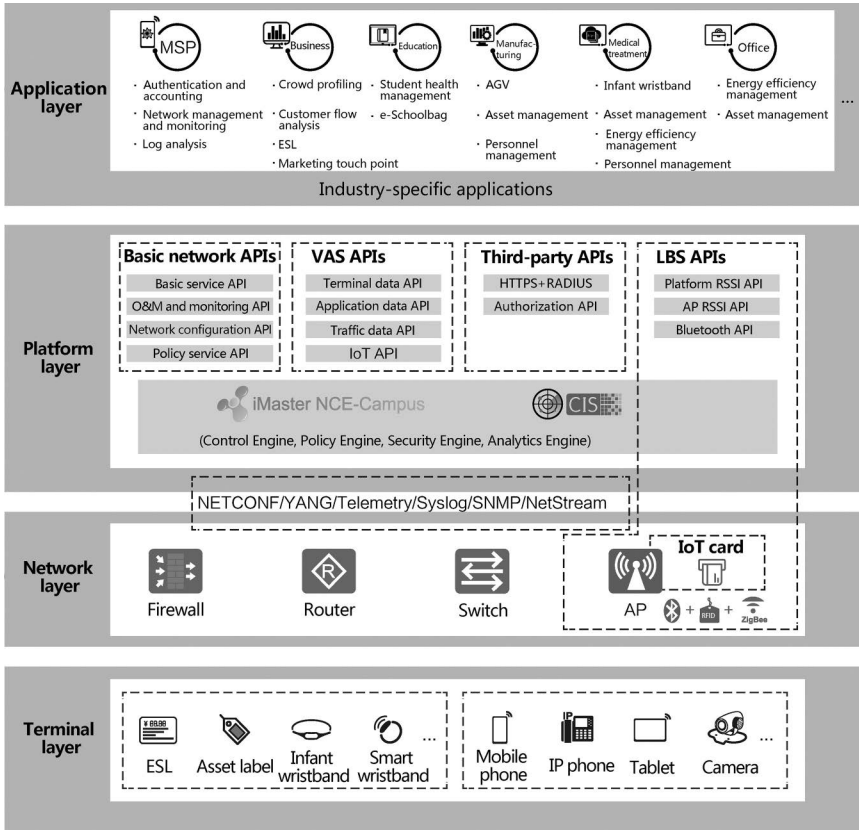 Application
layer
MSP
· Authentication and
accounting
· Network management
and monitoring
· Log analysis
Business
· Crowd profiling
· Customer flow
analysis
· ESL
· Marketing touch point
Education
· Student health
management
· e-Schoolbag
Manufac-
turing
· AGV
· Asset management
· Personnel
management
Medical
treatment
· Infant wristband
· Asset management
· Energy efficiency
management
· Personnel management
Office
· Energy efficiency
management
· Asset management
...
Industry-specific applications
Platform
layer
Basic network APIs
Basic service API
O&M and monitoring API
Network configuration API
Policy service API
VAS APIs
Terminal data API
Application data API
Traffic data API
IoT API
Third-party APIs
HTTPS+RADIUS
Authorization API
LBS APIs
Platform RSSI API
AP RSSI API
Bluetooth API
iMaster NCE-Campus
CIS
(Control Engine, Policy Engine, Security Engine, Analytics Engine)
NETCONF/YANG/Telemetry/Syslog/SNMP/NetStream
Network
layer
Firewall
R
Router
Switch
AP
IoT card
+
RFID
+
ZigBee
Terminal
layer
¥ 88.98
ESL
Asset label
Infant
wristband
Smart
wristband
...
Mobile
phone
IP
IP phone
Tablet
Camera
...